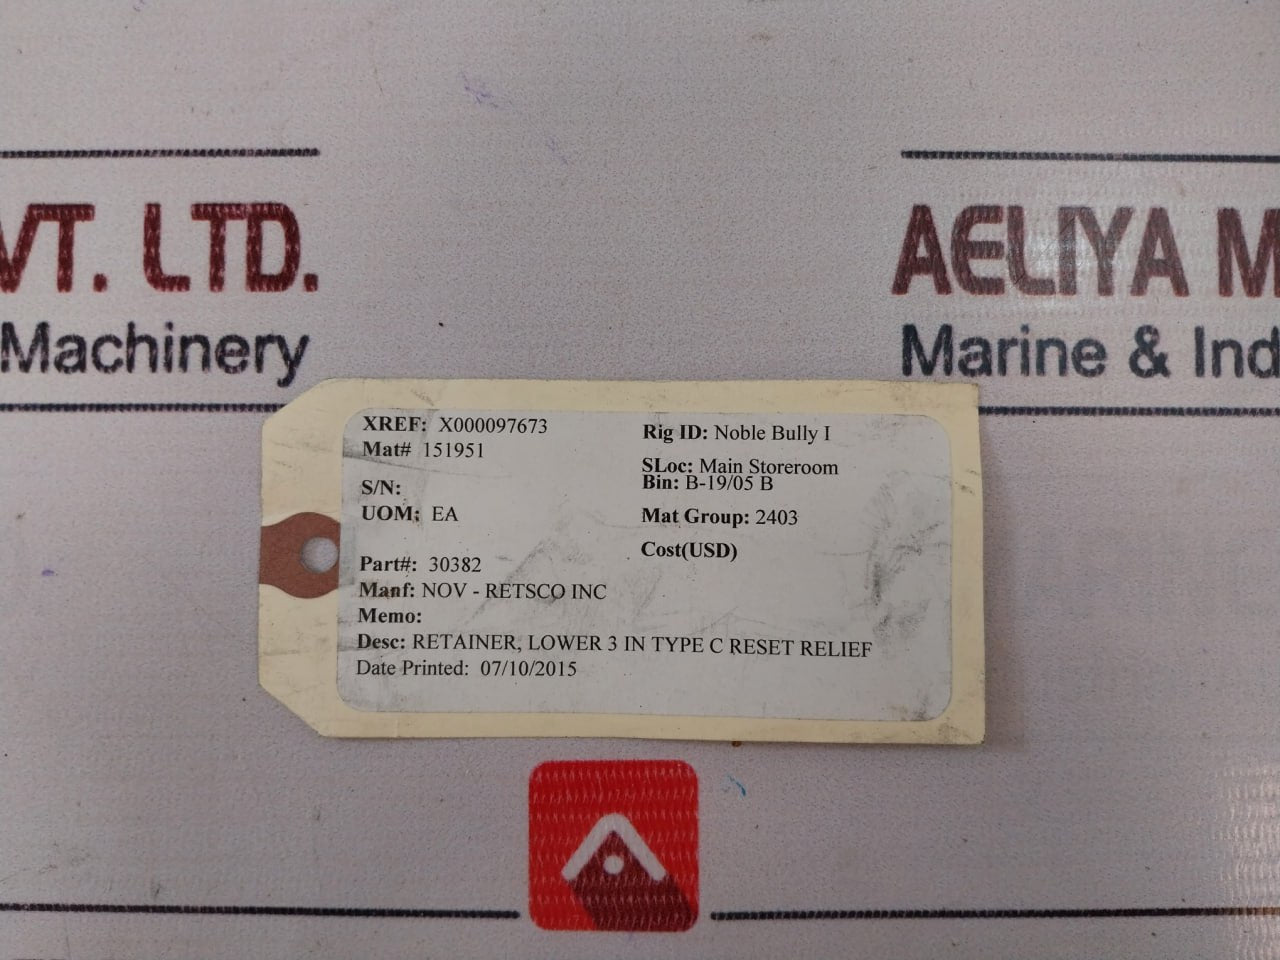 VT. LTD.
Machinery
AELIYA M
Marine & Ind
XREF: X000097673
Mat# 151951
S/N:
UOM: EA
Part#: 30382
Manf: NOV - RETSCO INC
Memo:
Desc: RETAINER, LOWER 3 IN TYPE C RESET RELIEF
Date Printed: 07/10/2015
Rig ID: Noble Bully I
SLoc: Main Storeroom
Bin: B-19/05 B
Mat Group: 2403
Cost(USD)